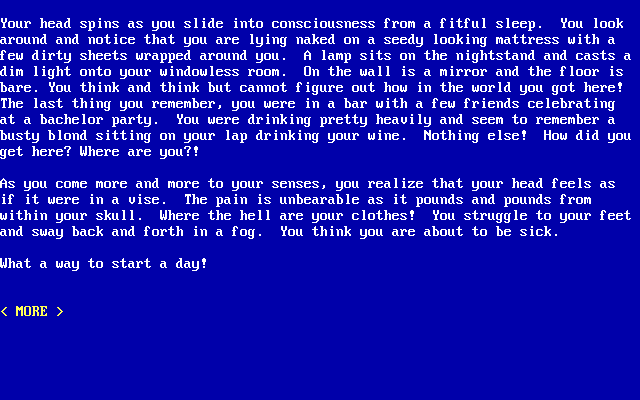 Your head spins as you slide into consciousness from a fitful sleep.  You look
around and notice that you are lying naked on a seedy looking mattress with a
few dirty sheets wrapped around you.  A lamp sits on the nightstand and casts a
dim light onto your windowless room.  On the wall is a mirror and the floor is
bare. You think and think but cannot figure out how in the world you got here!
The last thing you remember, you were in a bar with a few friends celebrating
at a bachelor party.  You were drinking pretty heavily and seem to remember a
busty blond sitting on your lap drinking your wine.  Nothing else!  How did you
get here? Where are you?!
As you come more and more to your senses, you realize that your head feels as
if it were in a vise.  The pain is unbearable as it pounds and pounds from
within your skull.  Where the hell are your clothes!  You struggle to your feet
and sway back and forth in a fog.  You think you are about to be sick.
What a way to start a day!
< MORE >